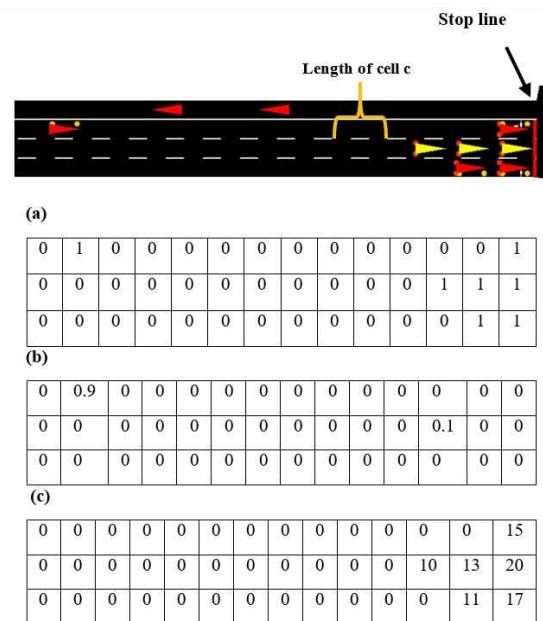 Stop line
Length of cell c
(a)
0 1 0 0 0 0 0 0 0 0 0 0 0 1
0 0 0 0 0 0 0 0 0 0 0 1 1 1
0 0 0 0 0 0 0 0 0 0 0 0 1 1
(b)
0 0.9 0 0 0 0 0 0 0 0 0 0 0 0
0 0 0 0 0 0 0 0 0 0 0 0.1 0 0
0 0 0 0 0 0 0 0 0 0 0 0 0 0
(c)
0 0 0 0 0 0 0 0 0 0 0 0 0 15
0 0 0 0 0 0 0 0 0 0 0 10 13 20
0 0 0 0 0 0 0 0 0 0 0 0 11 17